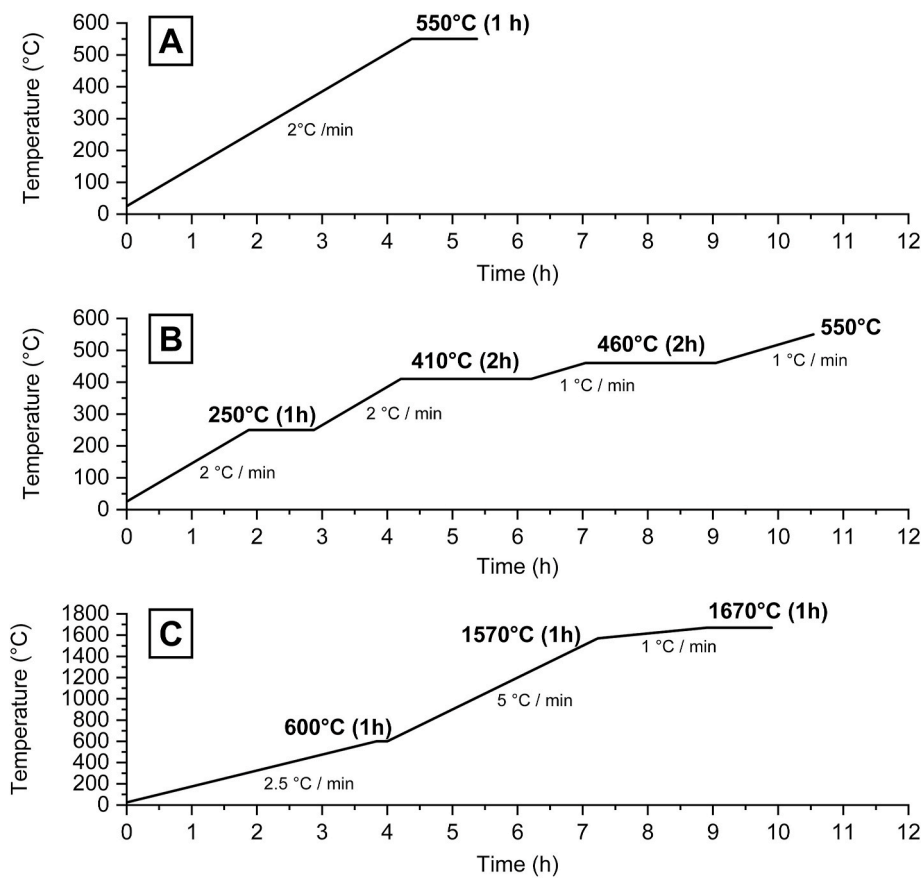 A
550°C (1 h)
2°C /min
Temperature (°C)
600
500
400
300
200
100
0
0 1 2 3 4 5 6 7 8 9 10 11 12
Time (h)
B
550°C
460°C (2h)
410°C (2h)
1 °C / min
1 °C / min
250°C (1h)
2 °C / min
2 °C / min
Temperature (°C)
600
500
400
300
200
100
0
0 1 2 3 4 5 6 7 8 9 10 11 12
Time (h)
C
1670°C (1h)
1570°C (1h)
1 °C / min
5 °C / min
600°C (1h)
2.5 °C / min
Temperature (°C)
1800
1600
1400
1200
1000
800
600
400
200
0
0 1 2 3 4 5 6 7 8 9 10 11 12
Time (h)